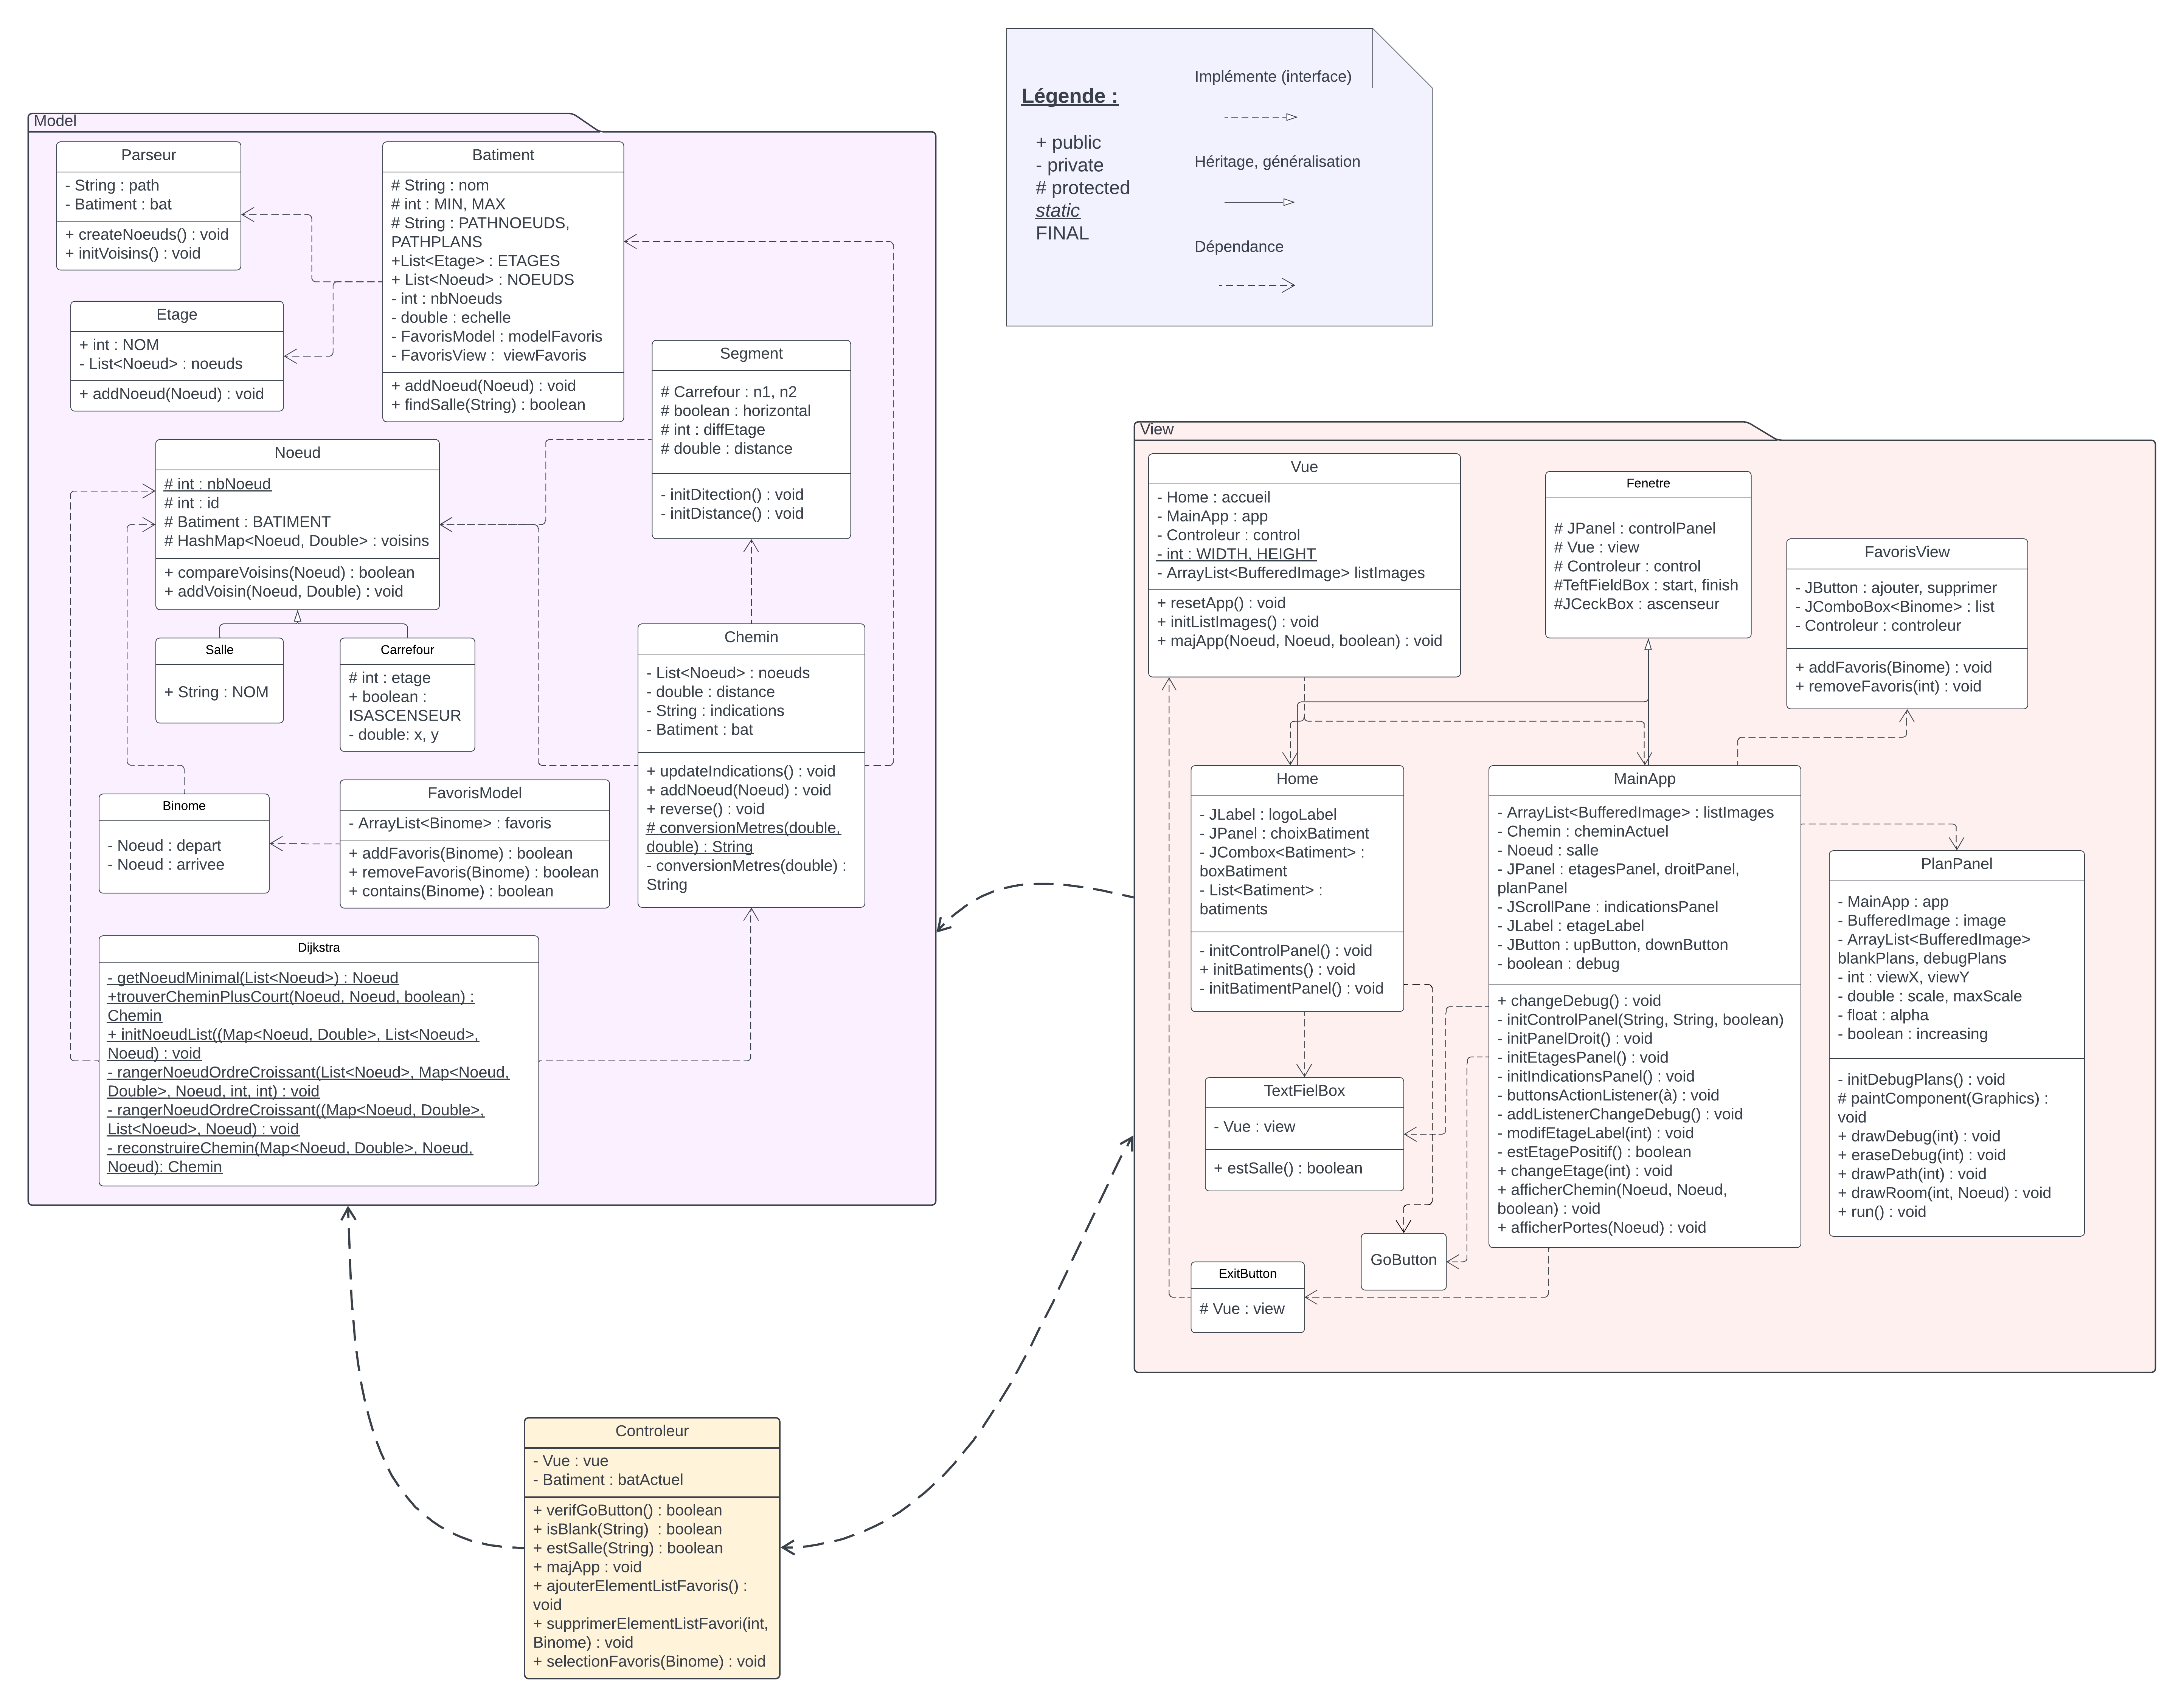 Légende :
+ public
- private
# protected
static
FINAL
Implémente (interface)
Héritage, généralisation
Dépendance
Model
Parseur
- String : path
- Batiment : bat
+ createNoeuds() : void
+ initVoisins() : void
Batiment
# String : nom
# int : MIN, MAX
# String : PATHNOEUDS,
PATHPLANS
+List<Etage> : ETAGES
+ List<Noeud> : NOEUDS
- int : nbNoeuds
- double : echelle
- FavorisModel : modelFavoris
- FavorisView :  viewFavoris
+ addNoeud(Noeud) : void
+ findSalle(String) : boolean
Etage
+ int : NOM
- List<Noeud> : noeuds
+ addNoeud(Noeud) : void
Segment
# Carrefour : n1, n2
# boolean : horizontal
# int : diffEtage
# double : distance
- initDitection() : void
- initDistance() : void
Noeud
# int : nbNoeud
# int : id
# Batiment : BATIMENT
# HashMap<Noeud, Double> : voisins
+ compareVoisins(Noeud) : boolean
+ addVoisin(Noeud, Double) : void
Salle
+ String : NOM
Carrefour
# int : etage
+ boolean :
ISASCENSEUR
- double: x, y
Chemin
- List<Noeud> : noeuds
- double : distance
- String : indications
- Batiment : bat
+ updateIndications() : void
+ addNoeud(Noeud) : void
+ reverse() : void
# conversionMetres(double,
double) : String
- conversionMetres(double) :
String
Binome
- Noeud : depart
- Noeud : arrivee
FavorisModel
- ArrayList<Binome> : favoris
+ addFavoris(Binome) : boolean
+ removeFavoris(Binome) : boolean
+ contains(Binome) : boolean
Dijkstra
- getNoeudMinimal(List<Noeud>) : Noeud
+trouverCheminPlusCourt(Noeud, Noeud, boolean) :
Chemin
+ initNoeudList((Map<Noeud, Double>, List<Noeud>,
Noeud) : void
- rangerNoeudOrdreCroissant(List<Noeud>, Map<Noeud,
Double>, Noeud, int, int) : void
- rangerNoeudOrdreCroissant((Map<Noeud, Double>,
List<Noeud>, Noeud) : void
- reconstruireChemin(Map<Noeud, Double>, Noeud,
Noeud): Chemin
View
Vue
- Home : accueil
- MainApp : app
- Controleur : control
- int : WIDTH, HEIGHT
- ArrayList<BufferedImage> listImages
+ resetApp() : void
+ initListImages() : void
+ majApp(Noeud, Noeud, boolean) : void
Fenetre
# JPanel : controlPanel
# Vue : view
# Controleur : control
#TeftFieldBox : start, finish
#JCeckBox : ascenseur
FavorisView
- JButton : ajouter, supprimer
- JComboBox<Binome> : list
- Controleur : controleur
+ addFavoris(Binome) : void
+ removeFavoris(int) : void
Home
- JLabel : logoLabel
- JPanel : choixBatiment
- JCombox<Batiment> :
boxBatiment
- List<Batiment> :
batiments
- initControlPanel() : void
+ initBatiments() : void
- initBatimentPanel() : void
MainApp
- ArrayList<BufferedImage> : listImages
- Chemin : cheminActuel
- Noeud : salle
- JPanel : etagesPanel, droitPanel,
planPanel
- JScrollPane : indicationsPanel
- JLabel : etageLabel
- JButton : upButton, downButton
- boolean : debug
+ changeDebug() : void
- initControlPanel(String, String, boolean)
- initPanelDroit() : void
- initEtagesPanel() : void
- initIndicationsPanel() : void
- buttonsActionListener(à) : void
- addListenerChangeDebug() : void
- modifEtageLabel(int) : void
- estEtagePositif() : boolean
+ changeEtage(int) : void
+ afficherChemin(Noeud, Noeud,
boolean) : void
+ afficherPortes(Noeud) : void
PlanPanel
- MainApp : app
- BufferedImage : image
- ArrayList<BufferedImage>
blankPlans, debugPlans
- int : viewX, viewY
- double : scale, maxScale
- float : alpha
- boolean : increasing
- initDebugPlans() : void
# paintComponent(Graphics) :
void
+ drawDebug(int) : void
+ eraseDebug(int) : void
+ drawPath(int) : void
+ drawRoom(int, Noeud) : void
+ run() : void
TextFielBox
- Vue : view
+ estSalle() : boolean
GoButton
ExitButton
# Vue : view
Controleur
- Vue : vue
- Batiment : batActuel
+ verifGoButton() : boolean
+ isBlank(String)  : boolean
+ estSalle(String) : boolean
+ majApp : void
+ ajouterElementListFavoris() :
void
+ supprimerElementListFavori(int,
Binome) : void
+ selectionFavoris(Binome) : void